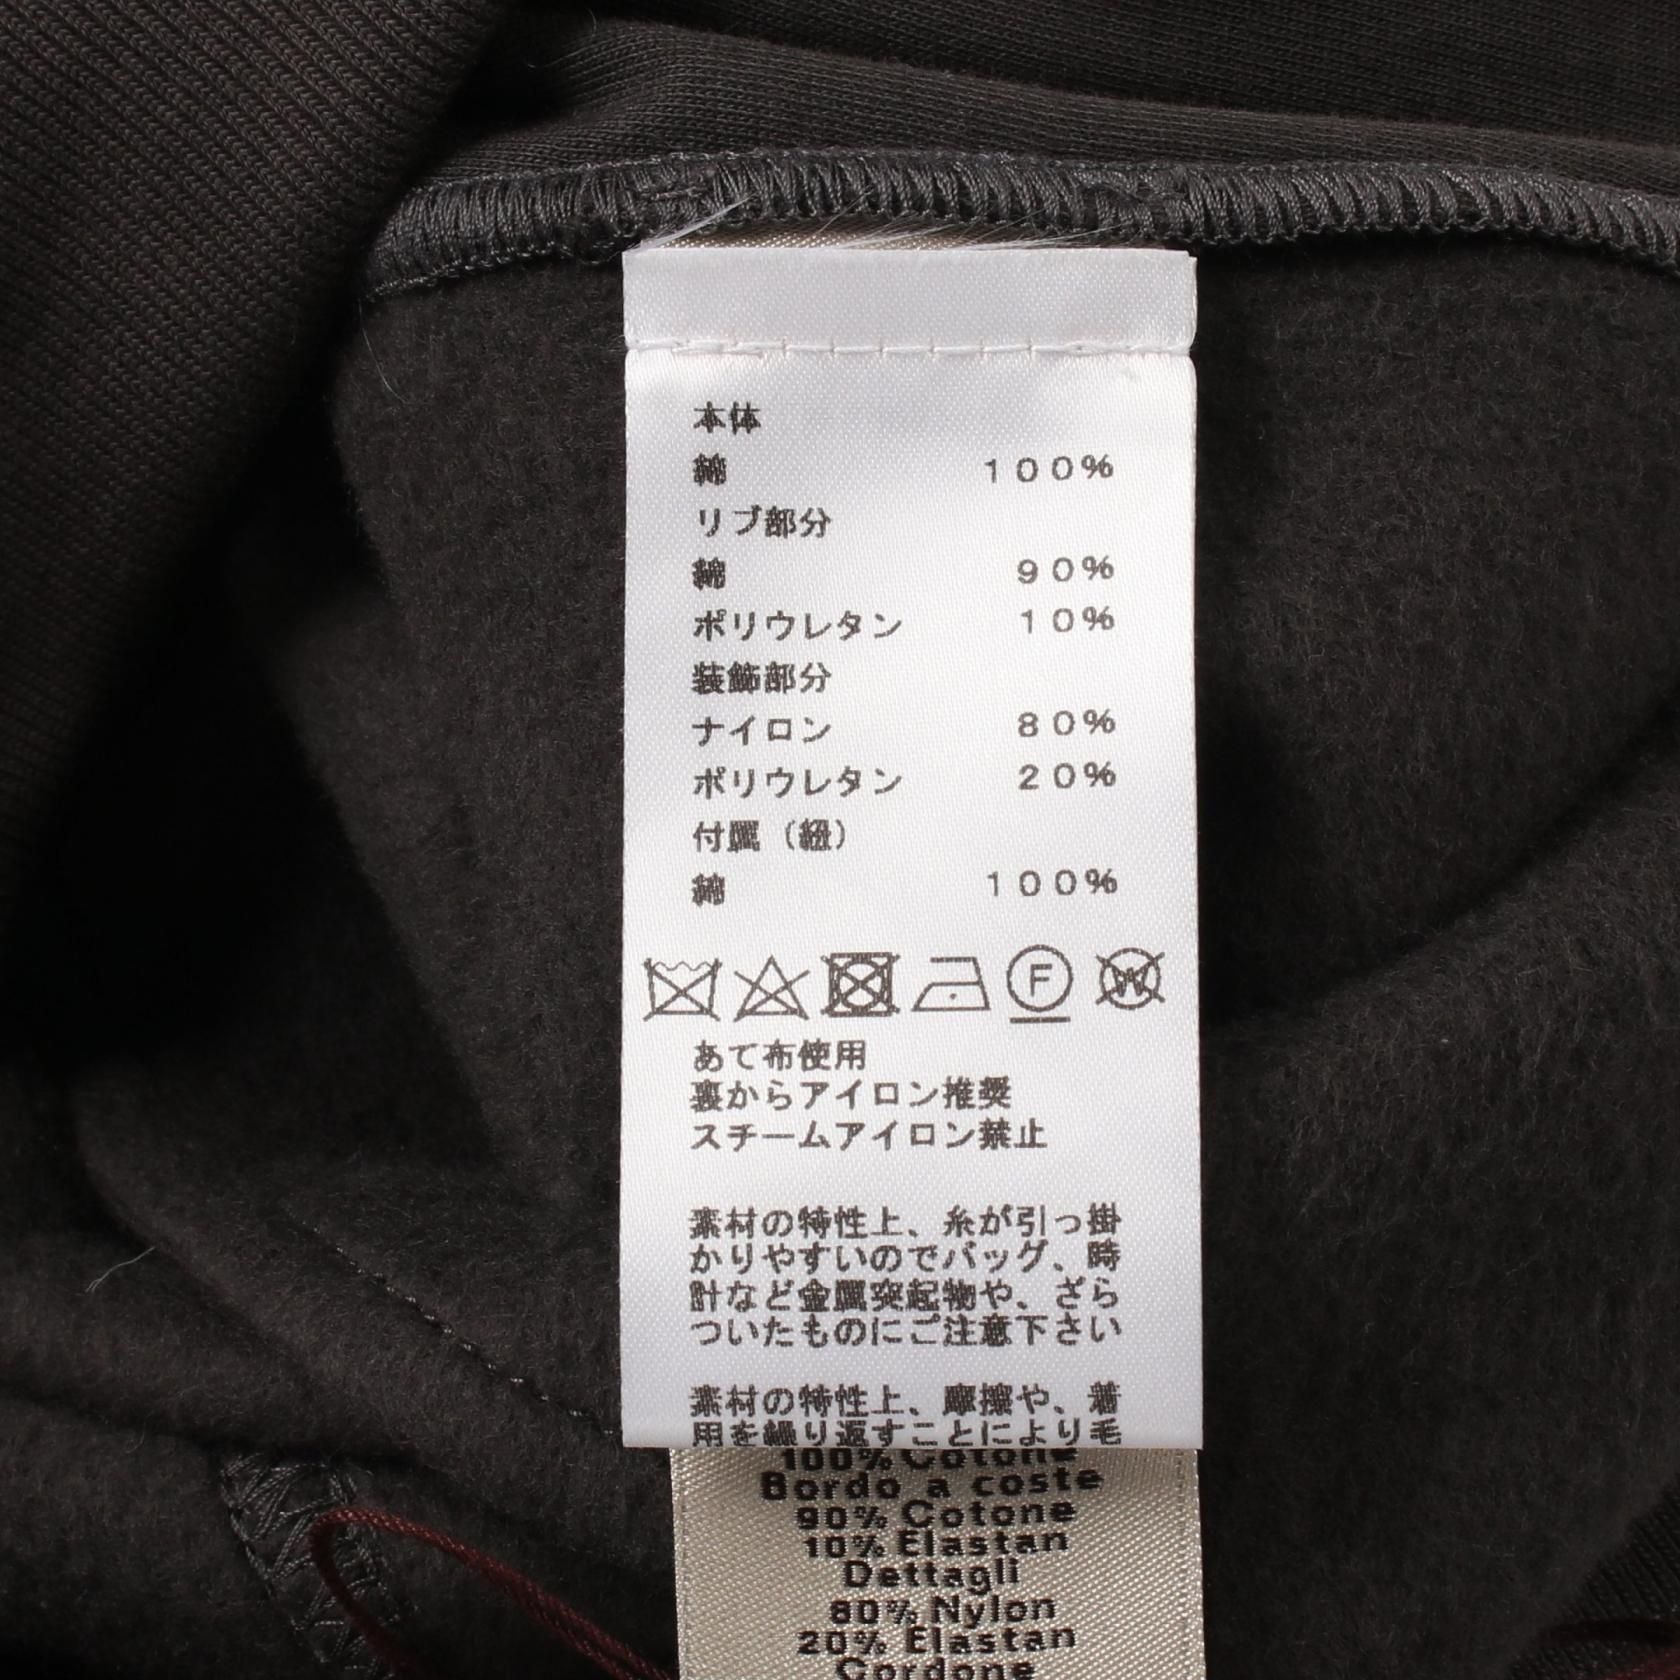 本体
綿 100%
リブ部分
綿 90%
ポリウレタン 10%
装飾部分
ナイロン 80%
ポリウレタン 20%
付属（紐）
綿 100%
F W
あて布使用
裏からアイロン推奨
スチームアイロン禁止
素材の特性上、糸が引っ掛
かりやすいのでバッグ、時
計など金属突起物や、ざら
ついたものにご注意下さい
素材の特性上、摩擦や、着
用を繰り返すことにより毛
100% Cotone
Bordo a coste
90% Cotone
10% Elastan
Dettagli
80% Nylon
20% Elastan
Cordone